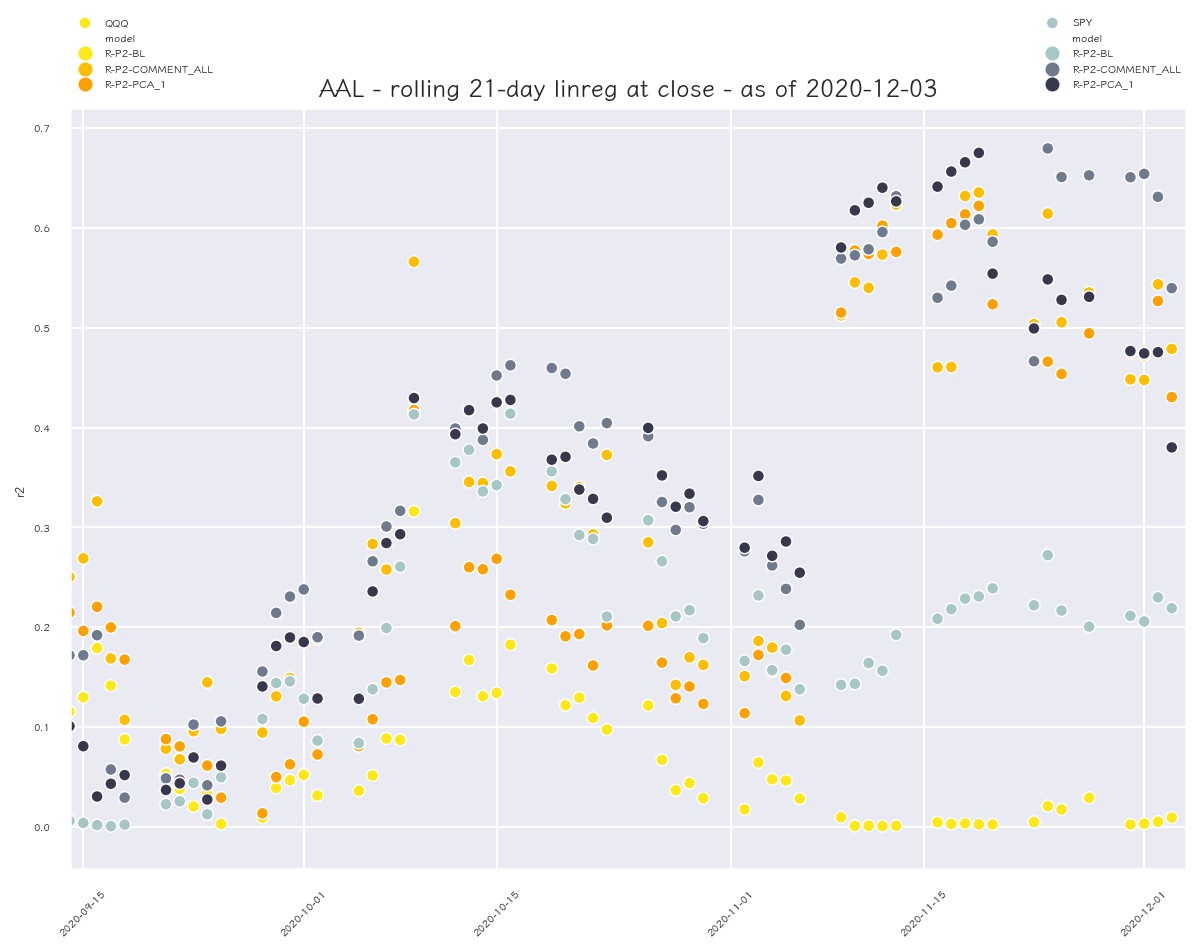 QQQ
model
R-P2-BL
R-P2-COMMENT_ALL
R-P2-PCA_1
SPY
model
R-P2-BL
R-P2-COMMENT_ALL
R-P2-PCA_1
AAL - rolling 21-day linreg at close - as of 2020-12-03
0.7
0.6
0.5
0.4
0.3
0.2
0.1
0.0
r2
2020-09-15
2020-10-01
2020-10-15
2020-11-01
2020-11-15
2020-12-01